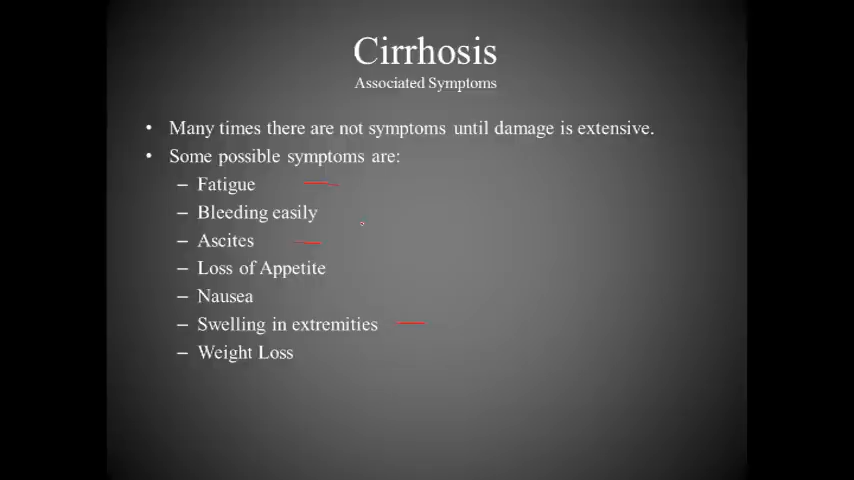 Cirrhosis
Associated Symptoms
• Many times there are not symptoms until damage is extensive.
• Some possible symptoms are:
– Fatigue
– Bleeding easily
– Ascites
– Loss of Appetite
– Nausea
– Swelling in extremities
– Weight Loss